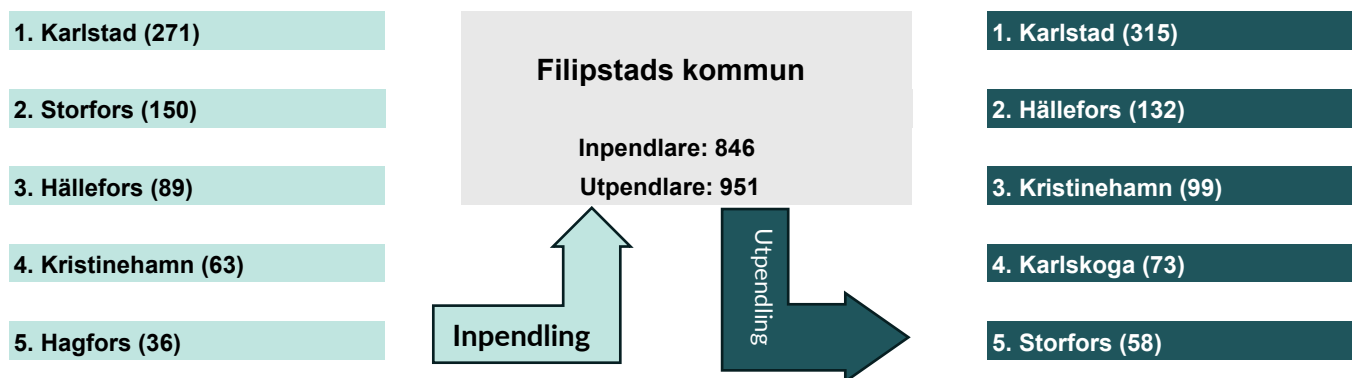 1. Karlstad (271)
2. Storfors (150)
3. Hällefors (89)
4. Kristinehamn (63)
5. Hagfors (36)
Filipstads kommun
Inpendlare: 846
Utpendlare: 951
Inpendling
Utpendling
1. Karlstad (315)
2. Hällefors (132)
3. Kristinehamn (99)
4. Karlskoga (73)
5. Storfors (58)